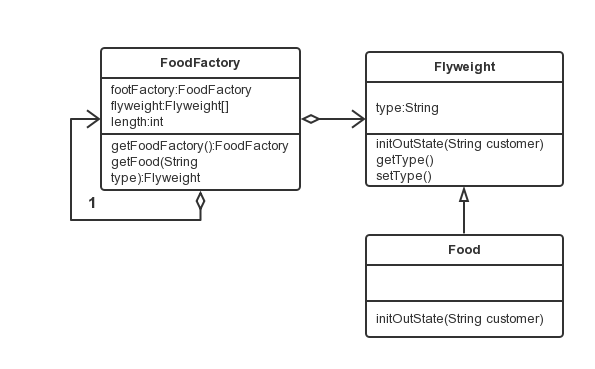 FoodFactory
footFactory:FoodFactory
flyweight:Flyweight[]
length:int
getFoodFactory():FoodFactory
getFood(String
type):Flyweight
1
Flyweight
type:String
initOutState(String customer)
getType()
setType()
Food
initOutState(String customer)